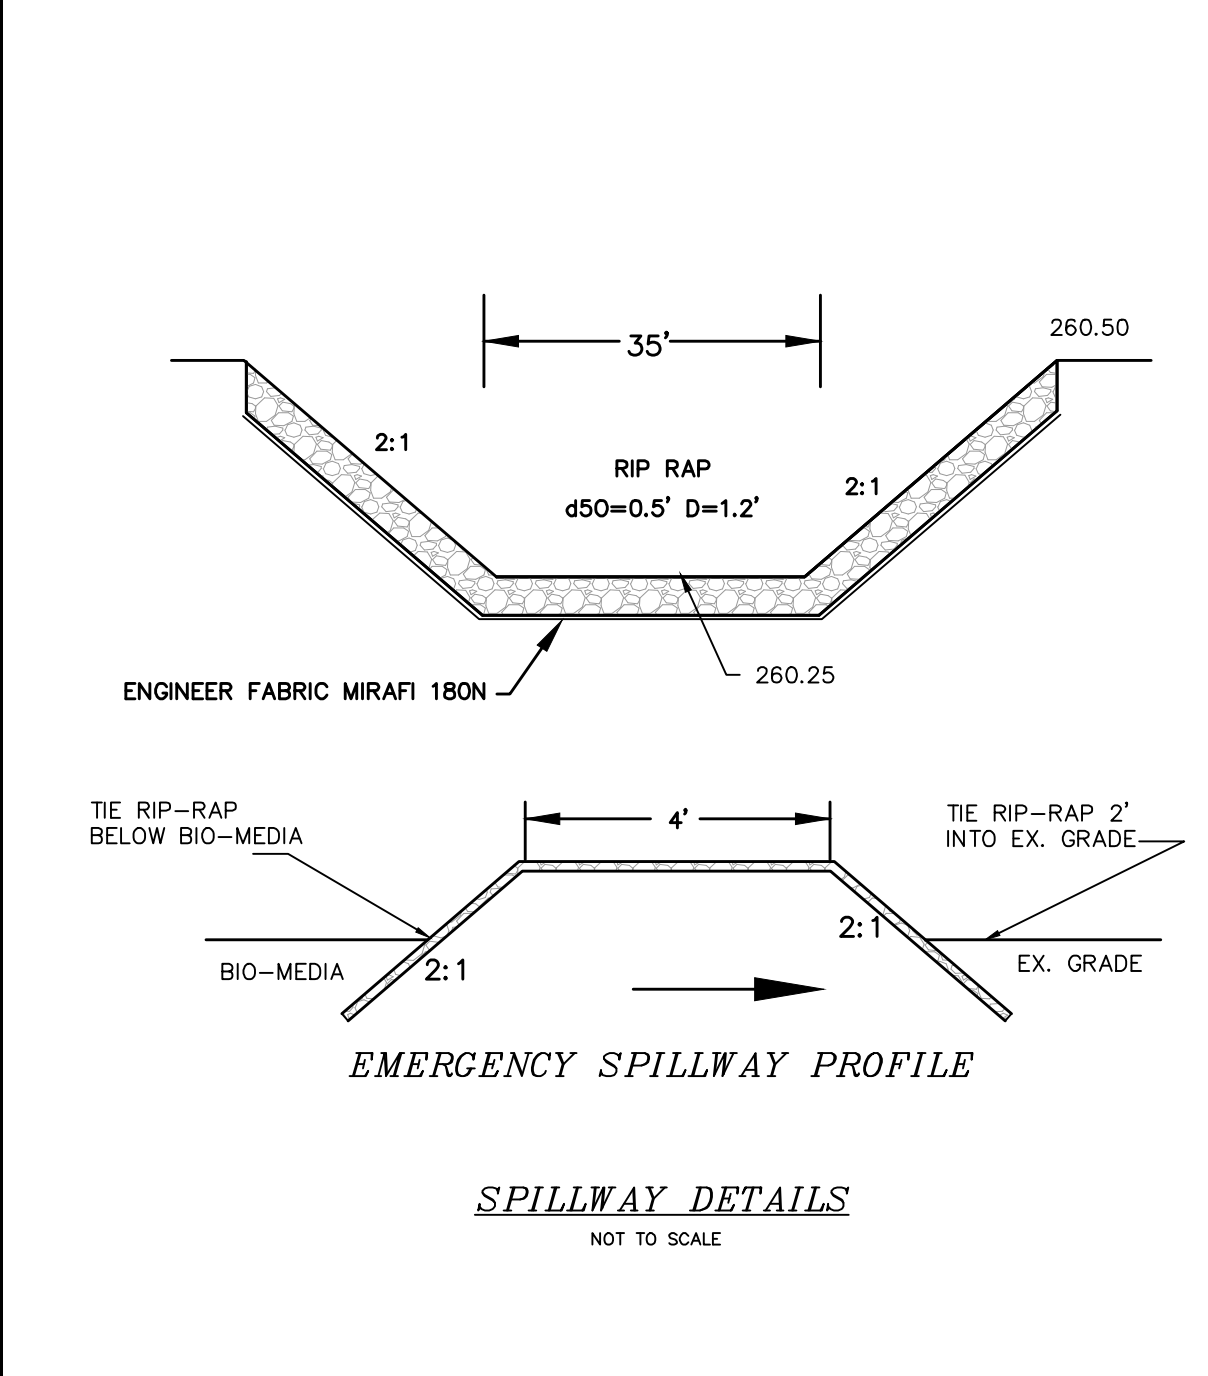 35'
260.50
2:1
RIP RAP
2:1
d50=0.5' D=1.2'
260.25
ENGINEER FABRIC MIRAFI 180N
TIE RIP-RAP
BELOW BIO-MEDIA
4'
TIE RIP-RAP 2'
INTO EX. GRADE
2:1
BIO-MEDIA
2:1
EX. GRADE
EMERGENCY SPILLWAY PROFILE
SPILLWAY DETAILS
NOT TO SCALE